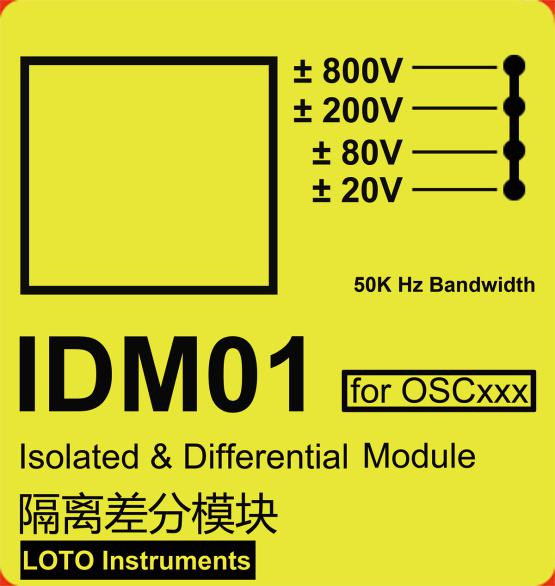 ± 800V
± 200V
± 80V
± 20V
50K Hz Bandwidth
IDM01
for OSCxxx
Isolated & Differential Module
隔离差分模块
LOTO Instruments